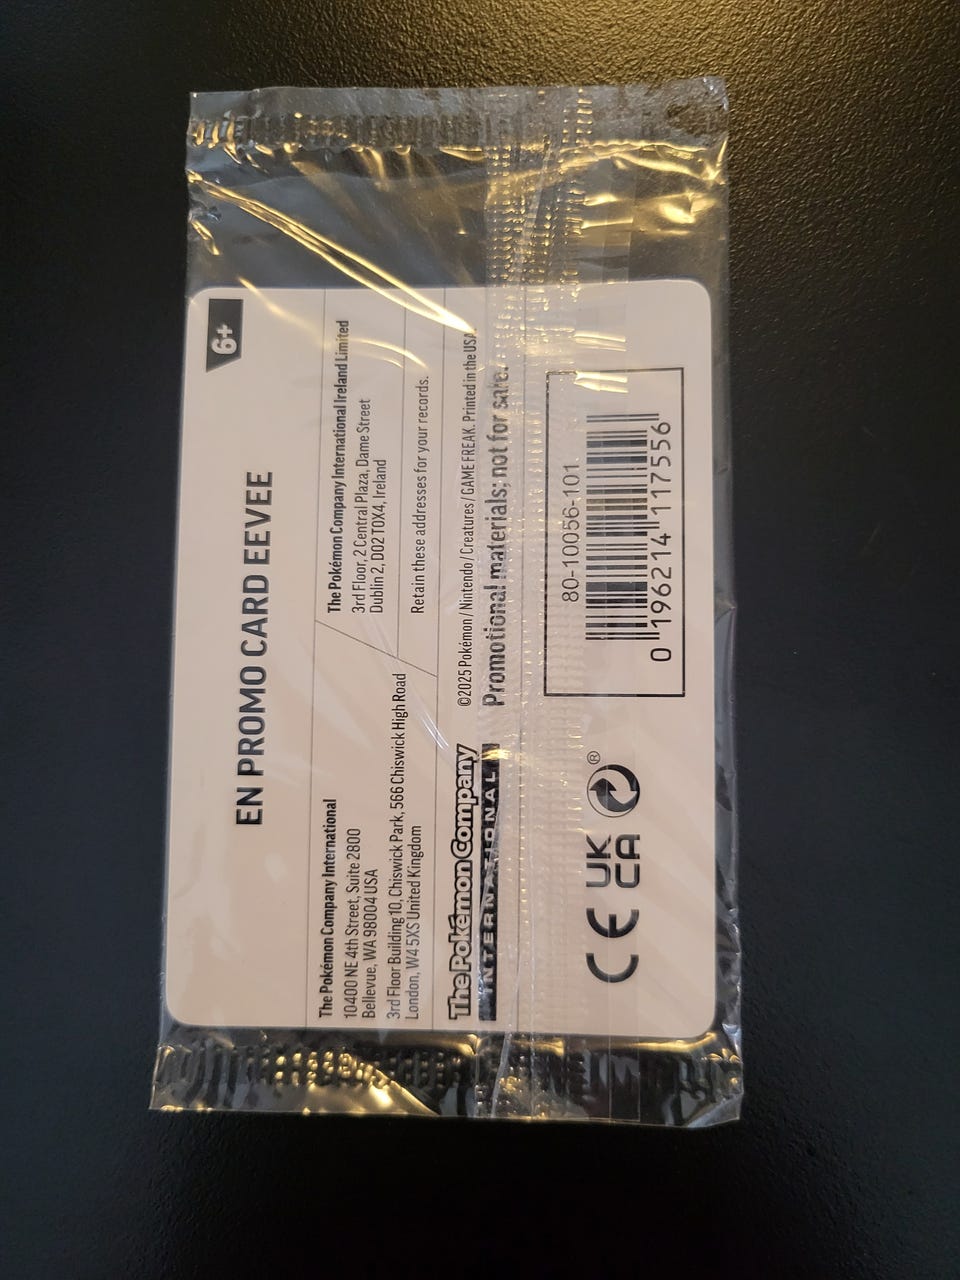 6+
EN PROMO CARD EEVEE
The Pokémon Company International
10400 NE 4th Street, Suite 2800
Bellevue, WA 98004 USA
3rd Floor Building 10, Chiswick Park, 566 Chiswick High Road
London, W4 5XS United Kingdom
The Pokémon Company International Ireland Limited
3rd Floor, 2 Central Plaza, Dame Street
Dublin 2, D02 T0X4, Ireland
Retain these addresses for your records.
The Pokémon Company
INTERNATIONAL
©2025 Pokémon / Nintendo / Creatures / GAME FREAK. Printed in the USA.
Promotional materials; not for sale.
CE
UK
CA
®
80-10056-101
0 196214 117556